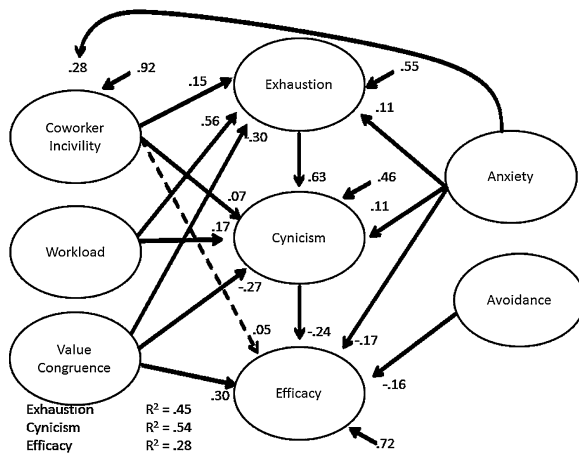 .28
.92
.15
Exhaustion
.55
.56
-.30
.11
Coworker
Incivility
.63
.46
Anxiety
.07
Cynicism
.11
Workload
.17
-.27
Avoidance
.05
-.24
-.17
Value
Congruence
.30
Efficacy
-.16
.72
Exhaustion R² = .45
Cynicism R² = .54
Efficacy R² = .28